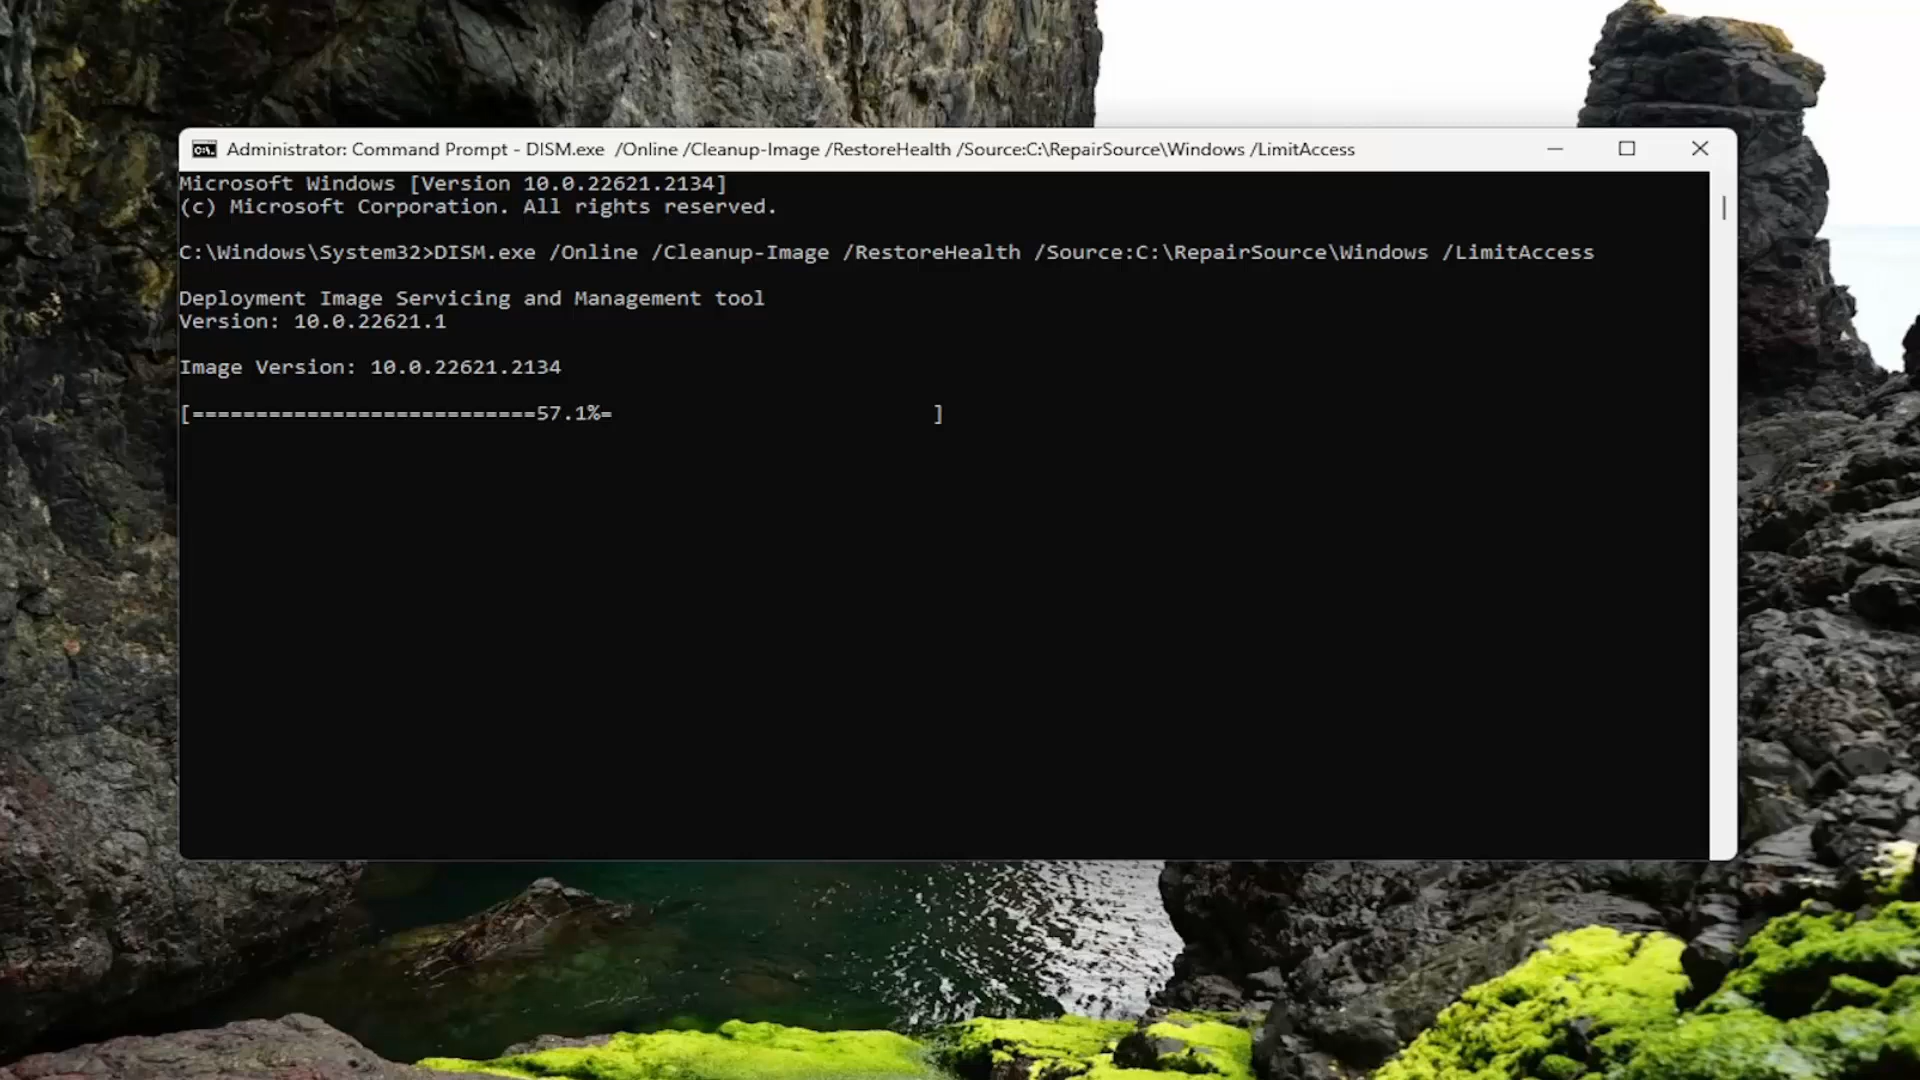 Administrator: Command Prompt - DISM.exe  /Online /Cleanup-Image /RestoreHealth /Source:C:\RepairSource\Windows /LimitAccess
Microsoft Windows [Version 10.0.22621.2134]
(c) Microsoft Corporation. All rights reserved.
C:\Windows\System32>DISM.exe /Online /Cleanup-Image /RestoreHealth /Source:C:\RepairSource\Windows /LimitAccess
Deployment Image Servicing and Management tool
Version: 10.0.22621.1
Image Version: 10.0.22621.2134
[===========================57.1%=                         ]